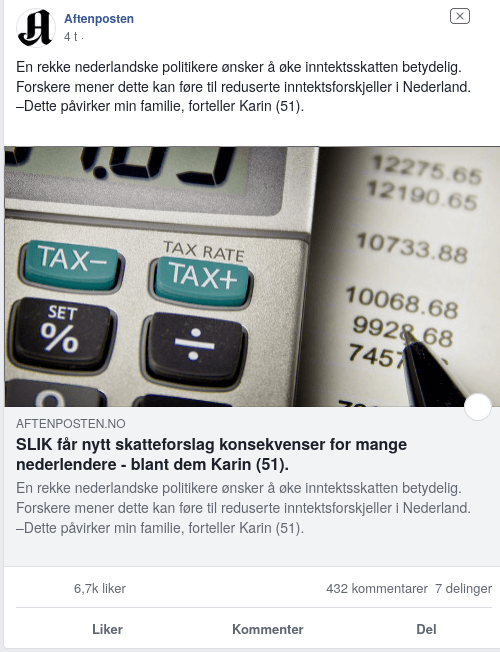 Aftenposten
4 t ·
En rekke nederlandske politikere ønsker å øke inntektsskatten betydelig.
Forskere mener dette kan føre til reduserte inntektsforskjeller i Nederland.
–Dette påvirker min familie, forteller Karin (51).
12275.65
12190.65
TAX−
TAX RATE
TAX+
10733.88
SET
%
÷
10068.68
9928.68
7457
AFTENPOSTEN.NO
SLIK får nytt skatteforslag konsekvenser for mange
nederlendere - blant dem Karin (51).
En rekke nederlandske politikere ønsker å øke inntektsskatten betydelig.
Forskere mener dette kan føre til reduserte inntektsforskjeller i Nederland.
–Dette påvirker min familie, forteller Karin (51).
6,7k liker
432 kommentarer 7 delinger
Liker
Kommenter
Del